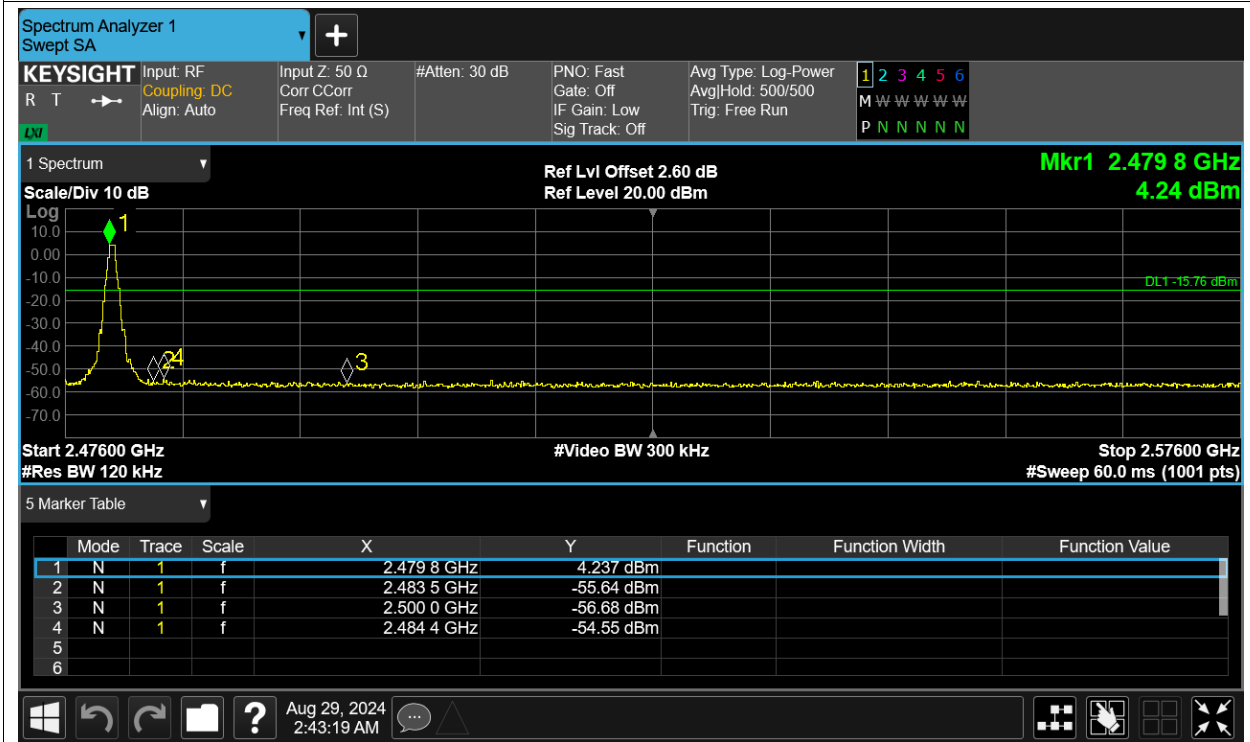 Spectrum Analyzer 1
Swept SA
KEYSIGHT Input: RF Input Z: 50 Ω #Atten: 30 dB PNO: Fast Avg Type: Log-Power 1 2 3 4 5 6
R T Coupling: DC Corr CCorr Gate: Off Avg|Hold: 500/500 M W W W W W
Align: Auto Freq Ref: Int (S) IF Gain: Low Trig: Free Run
LXI Sig Track: Off P N N N N N
1 Spectrum Ref Lvl Offset 2.60 dB Mkr1 2.479 8 GHz
Scale/Div 10 dB Ref Level 20.00 dBm 4.24 dBm
Log
1
10.0
0.00
-10.0
DL1 -15.76 dBm
-20.0
-30.0
-40.0
24 3
-50.0
-60.0
-70.0
Start 2.47600 GHz #Video BW 300 kHz Stop 2.57600 GHz
#Res BW 120 kHz #Sweep 60.0 ms (1001 pts)
5 Marker Table
Mode Trace Scale X Y Function Function Width Function Value
1 N 1 f 2.479 8 GHz 4.237 dBm
2 N 1 f 2.483 5 GHz -55.64 dBm
3 N 1 f 2.500 0 GHz -56.68 dBm
4 N 1 f 2.484 4 GHz -54.55 dBm
5
6
? Aug 29, 2024
2:43:19 AM